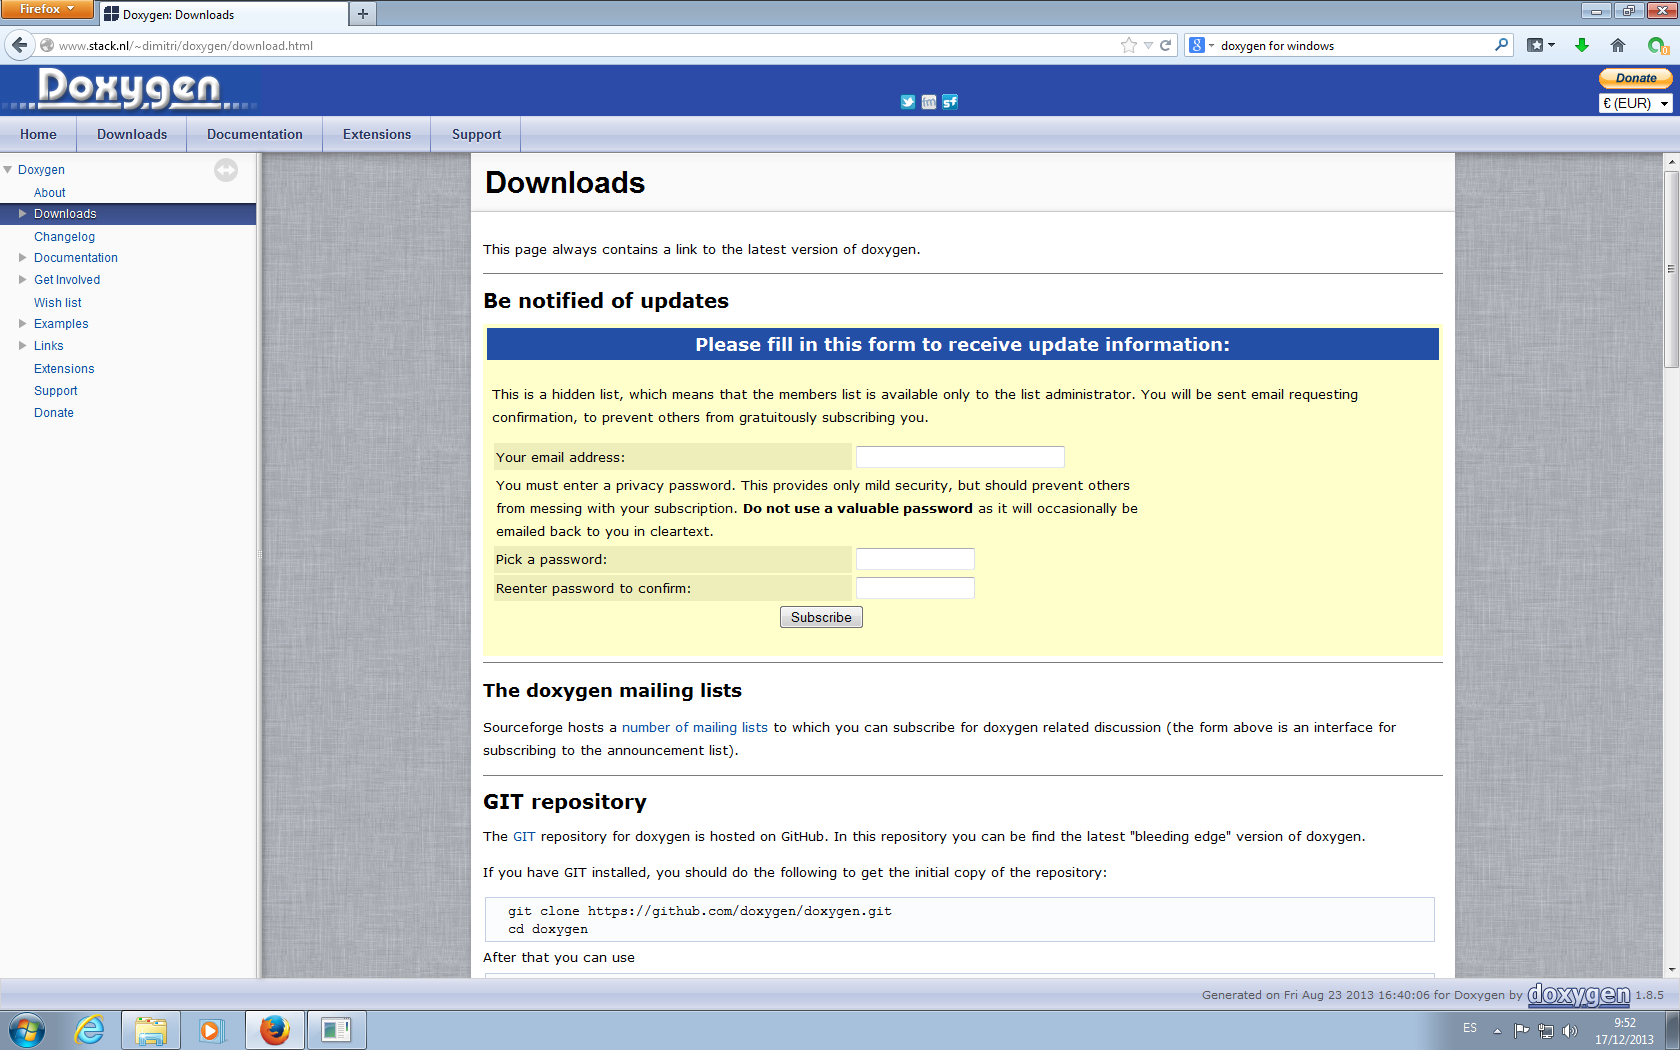 Firefox
Doxygen: Downloads
www.stack.nl/~dimitri/doxygen/download.html
doxygen for windows
Doxygen
Donate
€ (EUR)
Home
Downloads
Documentation
Extensions
Support
Doxygen
About
Downloads
Changelog
Documentation
Get Involved
Wish list
Examples
Links
Extensions
Support
Donate
Downloads
This page always contains a link to the latest version of doxygen.
Be notified of updates
Please fill in this form to receive update information:
This is a hidden list, which means that the members list is available only to the list administrator. You will be sent email requesting
confirmation, to prevent others from gratuitously subscribing you.
Your email address:
You must enter a privacy password. This provides only mild security, but should prevent others
from messing with your subscription. Do not use a valuable password as it will occasionally be
emailed back to you in cleartext.
Pick a password:
Reenter password to confirm:
Subscribe
The doxygen mailing lists
Sourceforge hosts a number of mailing lists to which you can subscribe for doxygen related discussion (the form above is an interface for
subscribing to the announcement list).
GIT repository
The GIT repository for doxygen is hosted on GitHub. In this repository you can be find the latest "bleeding edge" version of doxygen.
If you have GIT installed, you should do the following to get the initial copy of the repository:
git clone https://github.com/doxygen/doxygen.git
cd doxygen
After that you can use
Generated on Fri Aug 23 2013 16:40:06 for Doxygen by doxygen 1.8.5
ES
9:52
17/12/2013